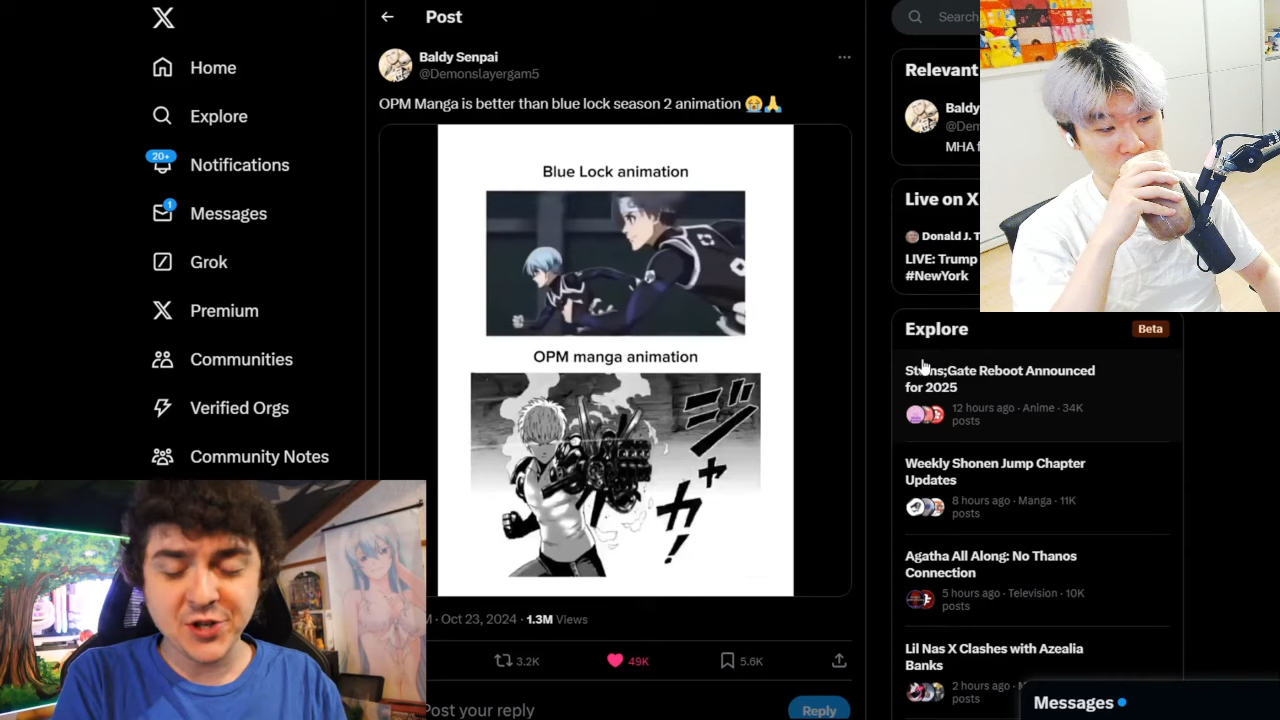 Home
Explore
Notifications
20+
Messages
1
Grok
Premium
Communities
Verified Orgs
Community Notes
Post
Baldy Senpai
@Demonslayergam5
OPM Manga is better than blue lock season 2 animation 😭🙏
Blue Lock animation
OPM manga animation
ジャカ!
Oct 23, 2024 · 1.3M Views
3.2K
49K
5.6K
Post your reply
Reply
Search
Relevant
Baldy
@Dem
MHA f
Live on X
Donald J. T
LIVE: Trump
#NewYork
Explore
Beta
Gate Reboot Announced
for 2025
12 hours ago · Anime · 34K
posts
Weekly Shonen Jump Chapter
Updates
8 hours ago · Manga · 11K
posts
Agatha All Along: No Thanos
Connection
5 hours ago · Television · 10K
posts
Lil Nas X Clashes with Azealia
Banks
2 hours ago ·
Messages